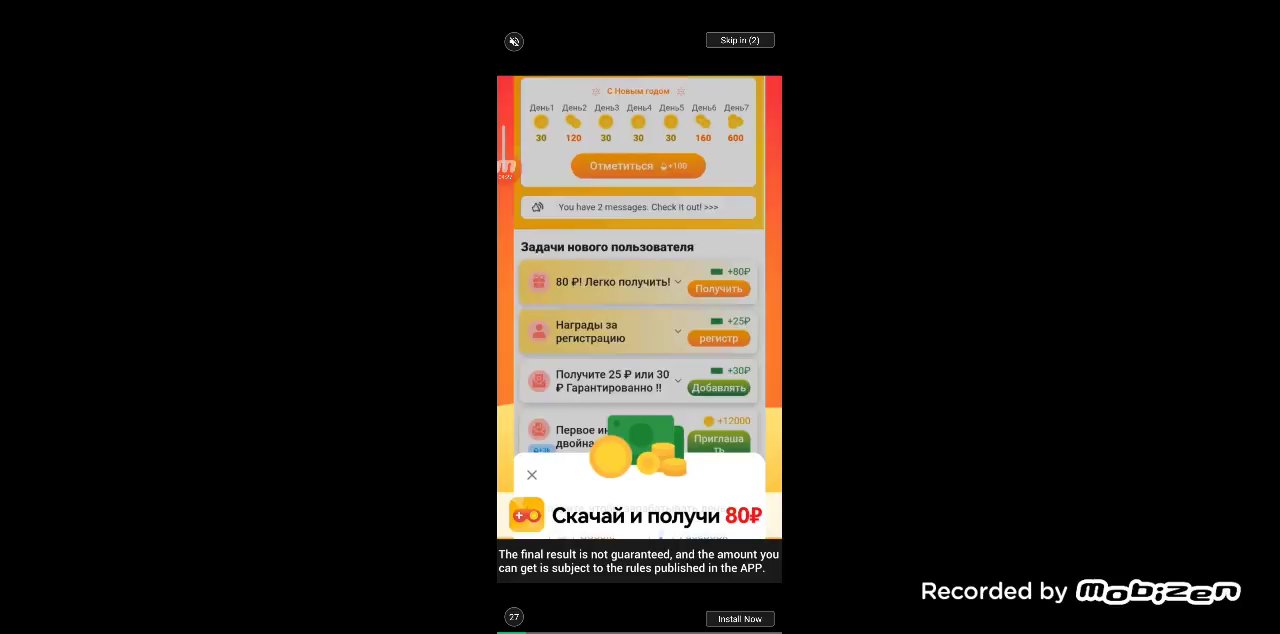 Skip in (2)
С Новым годом
День1 День2 День3 День4 День5 День6 День7
30 120 30 30 30 160 600
Отметиться +100
You have 2 messages. Check it out! >>>
04:27
Задачи нового пользователя
+80₽
80 ₽! Легко получить!
Получить
+25₽
Награды за
регистрацию
регистр
+30₽
Получите 25 ₽ или 30
₽ Гарантированно !!
Добавлять
+12000
Первое
двойна
Приглаша
ть
Скачай и получи 80₽
The final result is not guaranteed, and the amount you
can get is subject to the rules published in the APP.
Recorded by mobizen
27
Install Now